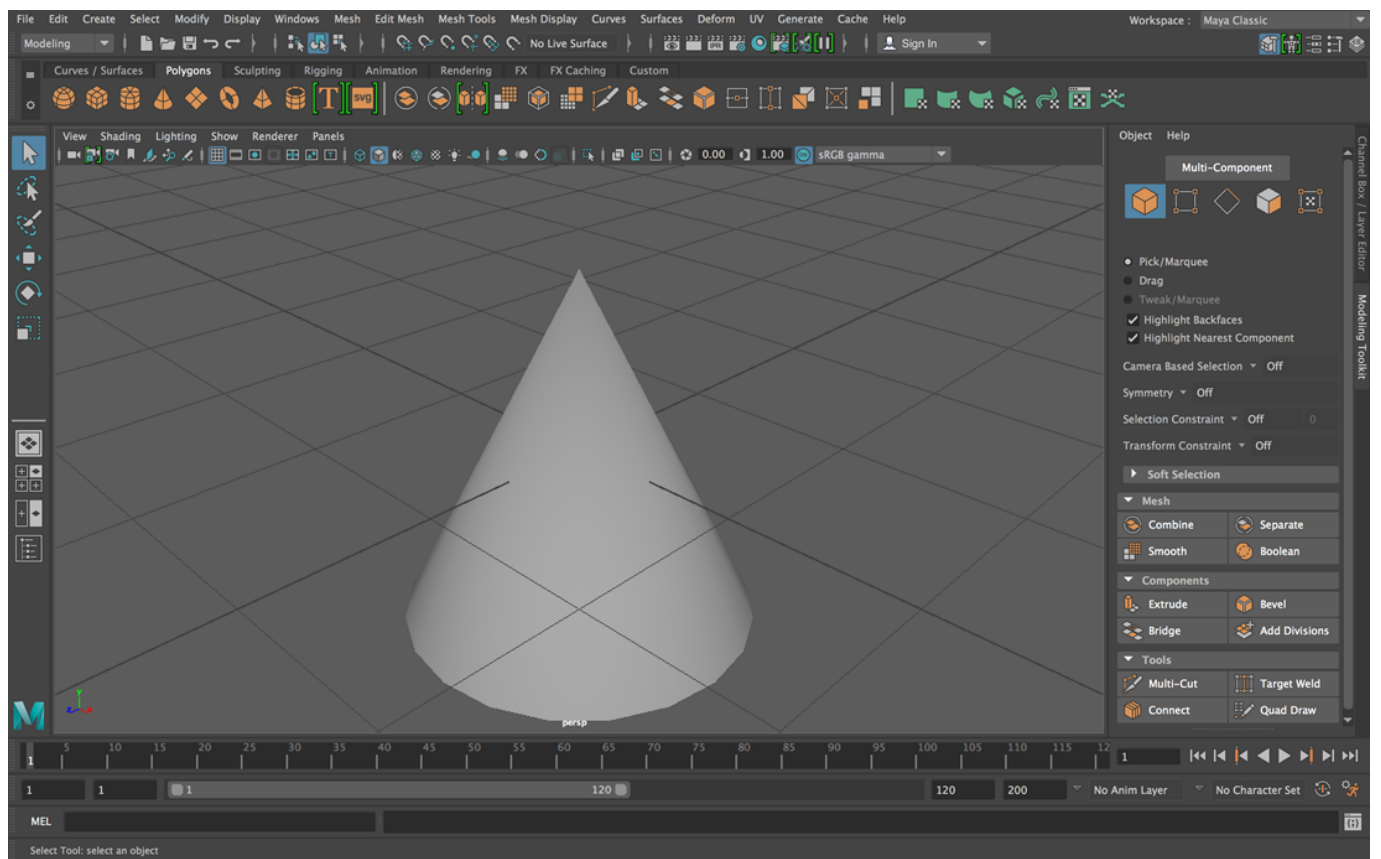 File Edit Create Select Modify Display Windows Mesh Edit Mesh Mesh Tools Mesh Display Curves Surfaces Deform UV Generate Cache Help Workspace : Maya Classic
Modeling No Live Surface Sign In
Curves / Surfaces Polygons Sculpting Rigging Animation Rendering FX FX Caching Custom
T svg
View Shading Lighting Show Renderer Panels
0.00 1.00 sRGB gamma
Object Help
Multi-Component
Pick/Marquee
Drag
Tweak/Marquee
Highlight Backfaces
Highlight Nearest Component
Camera Based Selection Off
Symmetry Off
Selection Constraint Off 0
Transform Constraint Off
Soft Selection
Mesh
Combine Separate
Smooth Boolean
Components
Extrude Bevel
Bridge Add Divisions
Tools
Multi-Cut Target Weld
Connect Quad Draw
Channel Box / Layer Editor
Modeling Toolkit
y
z x
persp
M
5 10 15 20 25 30 35 40 45 50 55 60 65 70 75 80 85 90 95 100 105 110 115 12
1 1
1 1 1 120 120 200 No Anim Layer No Character Set
MEL
Select Tool: select an object